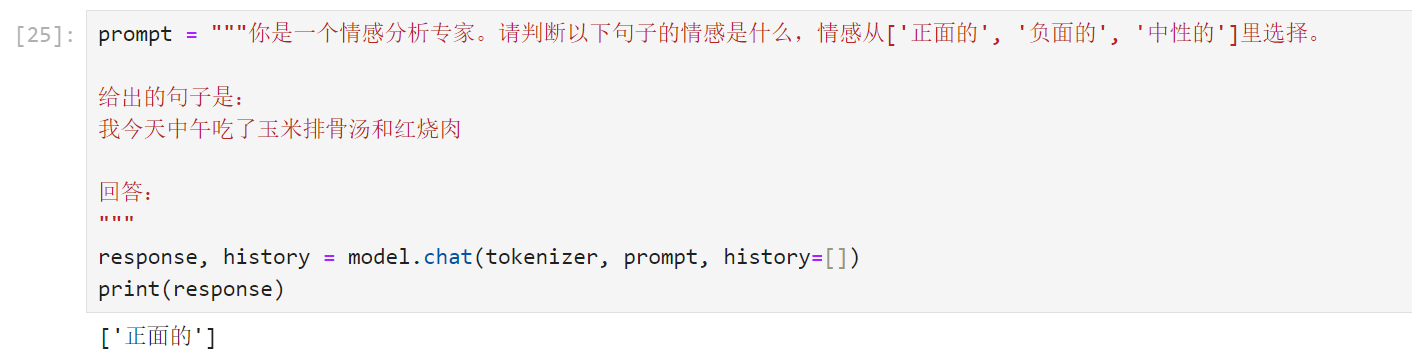 [25]: prompt = """你是一个情感分析专家。请判断以下句子的情感是什么，情感从['正面的', '负面的', '中性的']里选择。
给出的句子是：
我今天中午吃了玉米排骨汤和红烧肉
回答：
"""
response, history = model.chat(tokenizer, prompt, history=[])
print(response)
['正面的']